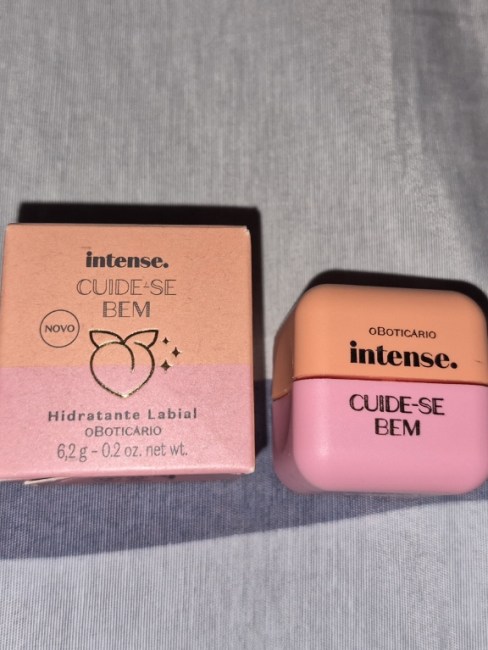 intense.
CUIDE-SE
BEM
NOVO
Hidratante Labial
oBOTICÁRIO
6,2 g – 0.2 oz. net wt.
oBOTICÁRIO
intense.
CUIDE-SE
BEM